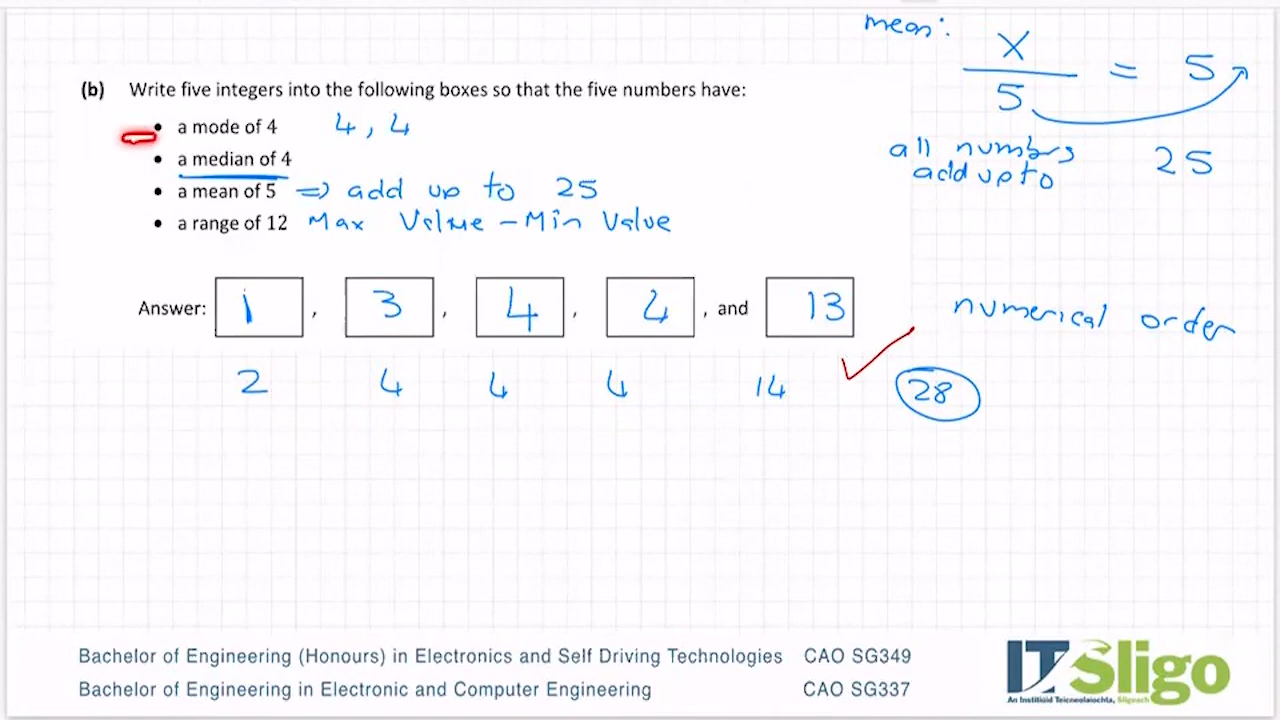 mean:
X
5 = 5
all numbers add up to 25
(b) Write five integers into the following boxes so that the five numbers have:
• a mode of 4 4, 4
• a median of 4
• a mean of 5 => add up to 25
• a range of 12 Max Value - Min Value
Answer: 1 , 3 , 4 , 4 , and 13
numerical order
2 4 4 4 14 28
Bachelor of Engineering (Honours) in Electronics and Self Driving Technologies CAO SG349
Bachelor of Engineering in Electronic and Computer Engineering CAO SG337
IT Sligo
An Institiúid Teicneolaíochta, Sligeach